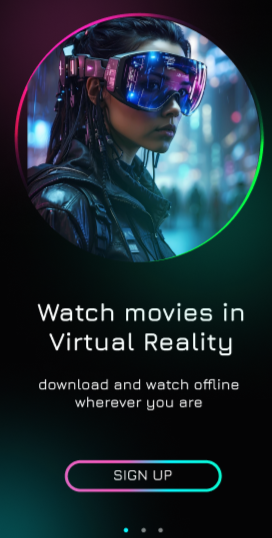 Watch movies in
Virtual Reality
download and watch offline
wherever you are
SIGN UP